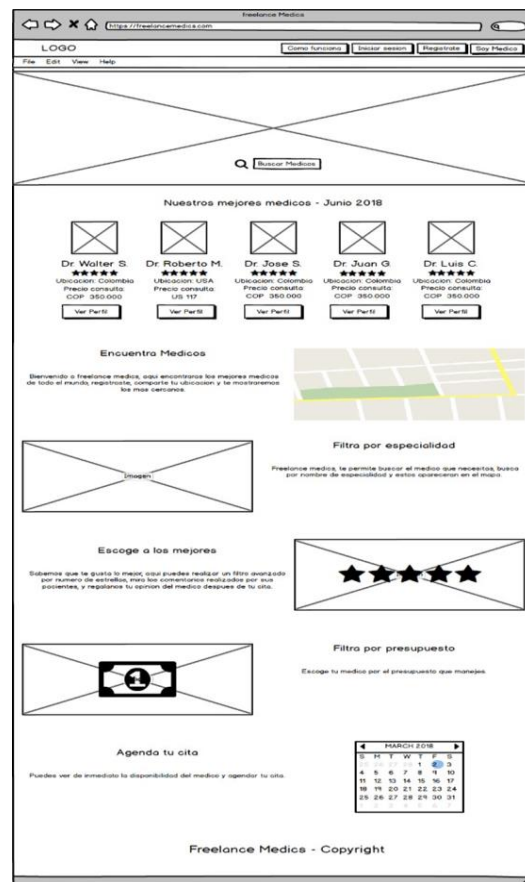 freelance Medics
https://freelancemedics.com
LOGO
Como funciona
Iniciar sesion
Registrate
Soy Medico
File Edit View Help
Buscar Medicos
Nuestros mejores medicos - Junio 2018
Dr. Walter S.
Ubicacion: Colombia
Precio consulta:
COP 350.000
Ver Perfil
Dr. Roberto M.
Ubicacion: USA
Precio consulta:
US 117
Ver Perfil
Dr. Jose S.
Ubicacion: Colombia
Precio consulta:
COP 350.000
Ver Perfil
Dr. Juan G.
Ubicacion: Colombia
Precio consulta:
COP 350.000
Ver Perfil
Dr. Luis C.
Ubicacion: Colombia
Precio consulta:
COP 350.000
Ver Perfil
Encuentra Medicos
Bienvenido a freelance medics, aqui encontraras los mejores medicos
de todo el mundo, registraste, comparte tu ubicacion y te mostraremos
los mas cercanos.
Imagen
Filtra por especialidad
Freelance medics, te permite buscar el medico que necesitas, busca
por nombre de especialidad y estos apareceran en el mapa.
Escoge a los mejores
Sabemos que te gusta lo mejor, aqui puedes realizar un filtro avanzado
por numero de estrellas, mira los comentarios realizados por sus
pacientes, y regalanos tu opinion del medico despues de tu cita.
1
Filtra por presupuesto
Escoge tu medico por el presupuesto que manejes.
Agenda tu cita
Puedes ver de inmediato la disponibilidad del medico y agendar tu cita.
MARCH 2018
S M T W T F S
1 2 3
4 5 6 7 8 9 10
11 12 13 14 15 16 17
18 19 20 21 22 23 24
25 26 27 28 29 30 31
Freelance Medics - Copyright